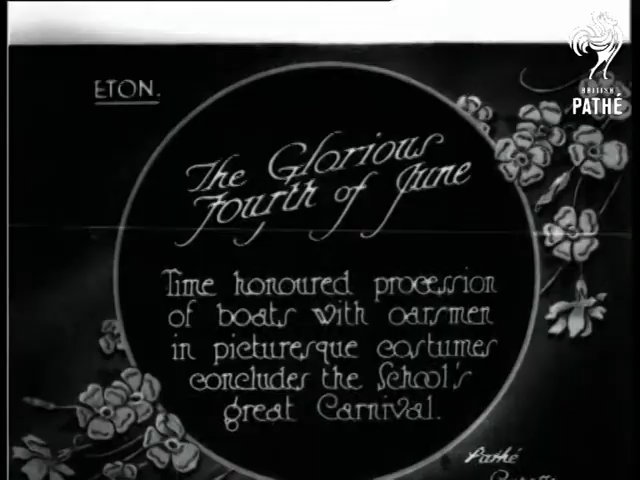 BRITISH
PATHÉ
ETON.
The Glorious
Fourth of June
Time honoured procession
of boats with oarsmen
in picturesque costumes
concludes the School's
great Carnival.
Pathé